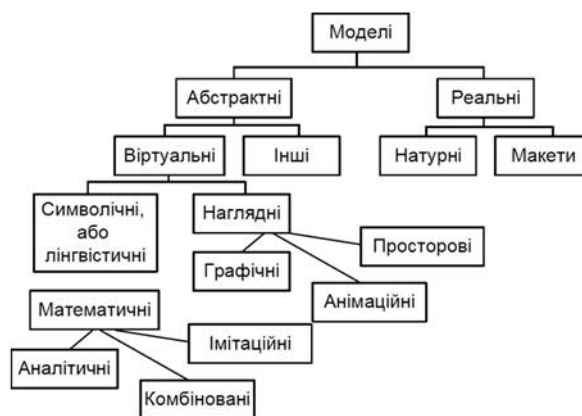 Моделі
Абстрактні
Реальні
Віртуальні
Інші
Натурні
Макети
Символічні,
або
лінгвістичні
Наглядні
Просторові
Графічні
Анімаційні
Математичні
Імітаційні
Аналітичні
Комбіновані